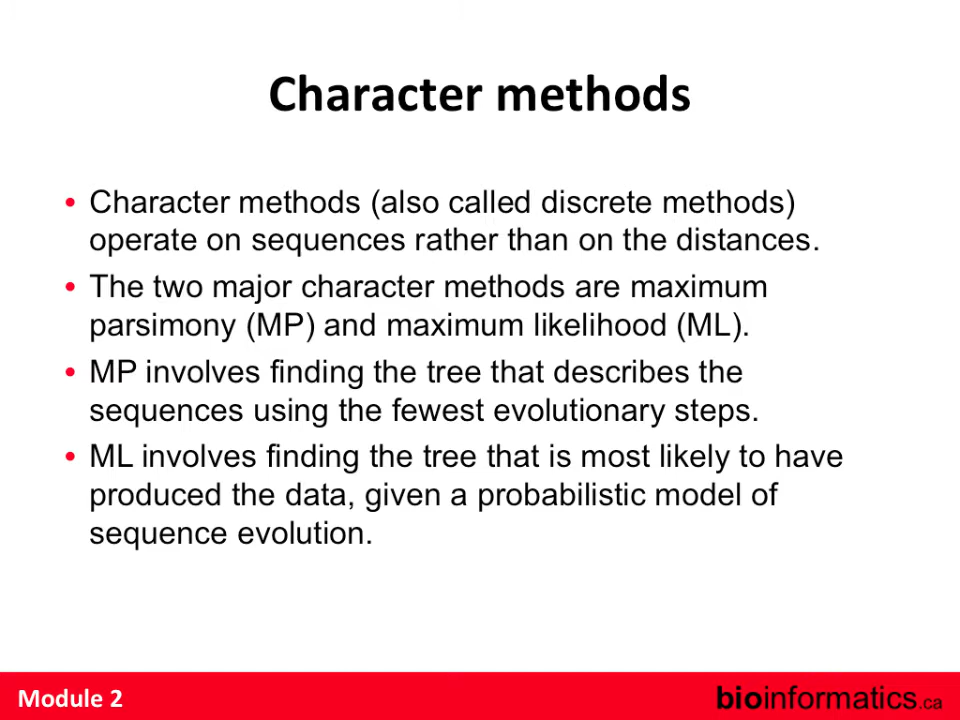 Character methods
• Character methods (also called discrete methods)
operate on sequences rather than on the distances.
• The two major character methods are maximum
parsimony (MP) and maximum likelihood (ML).
• MP involves finding the tree that describes the
sequences using the fewest evolutionary steps.
• ML involves finding the tree that is most likely to have
produced the data, given a probabilistic model of
sequence evolution.
Module 2
bioinformatics.ca